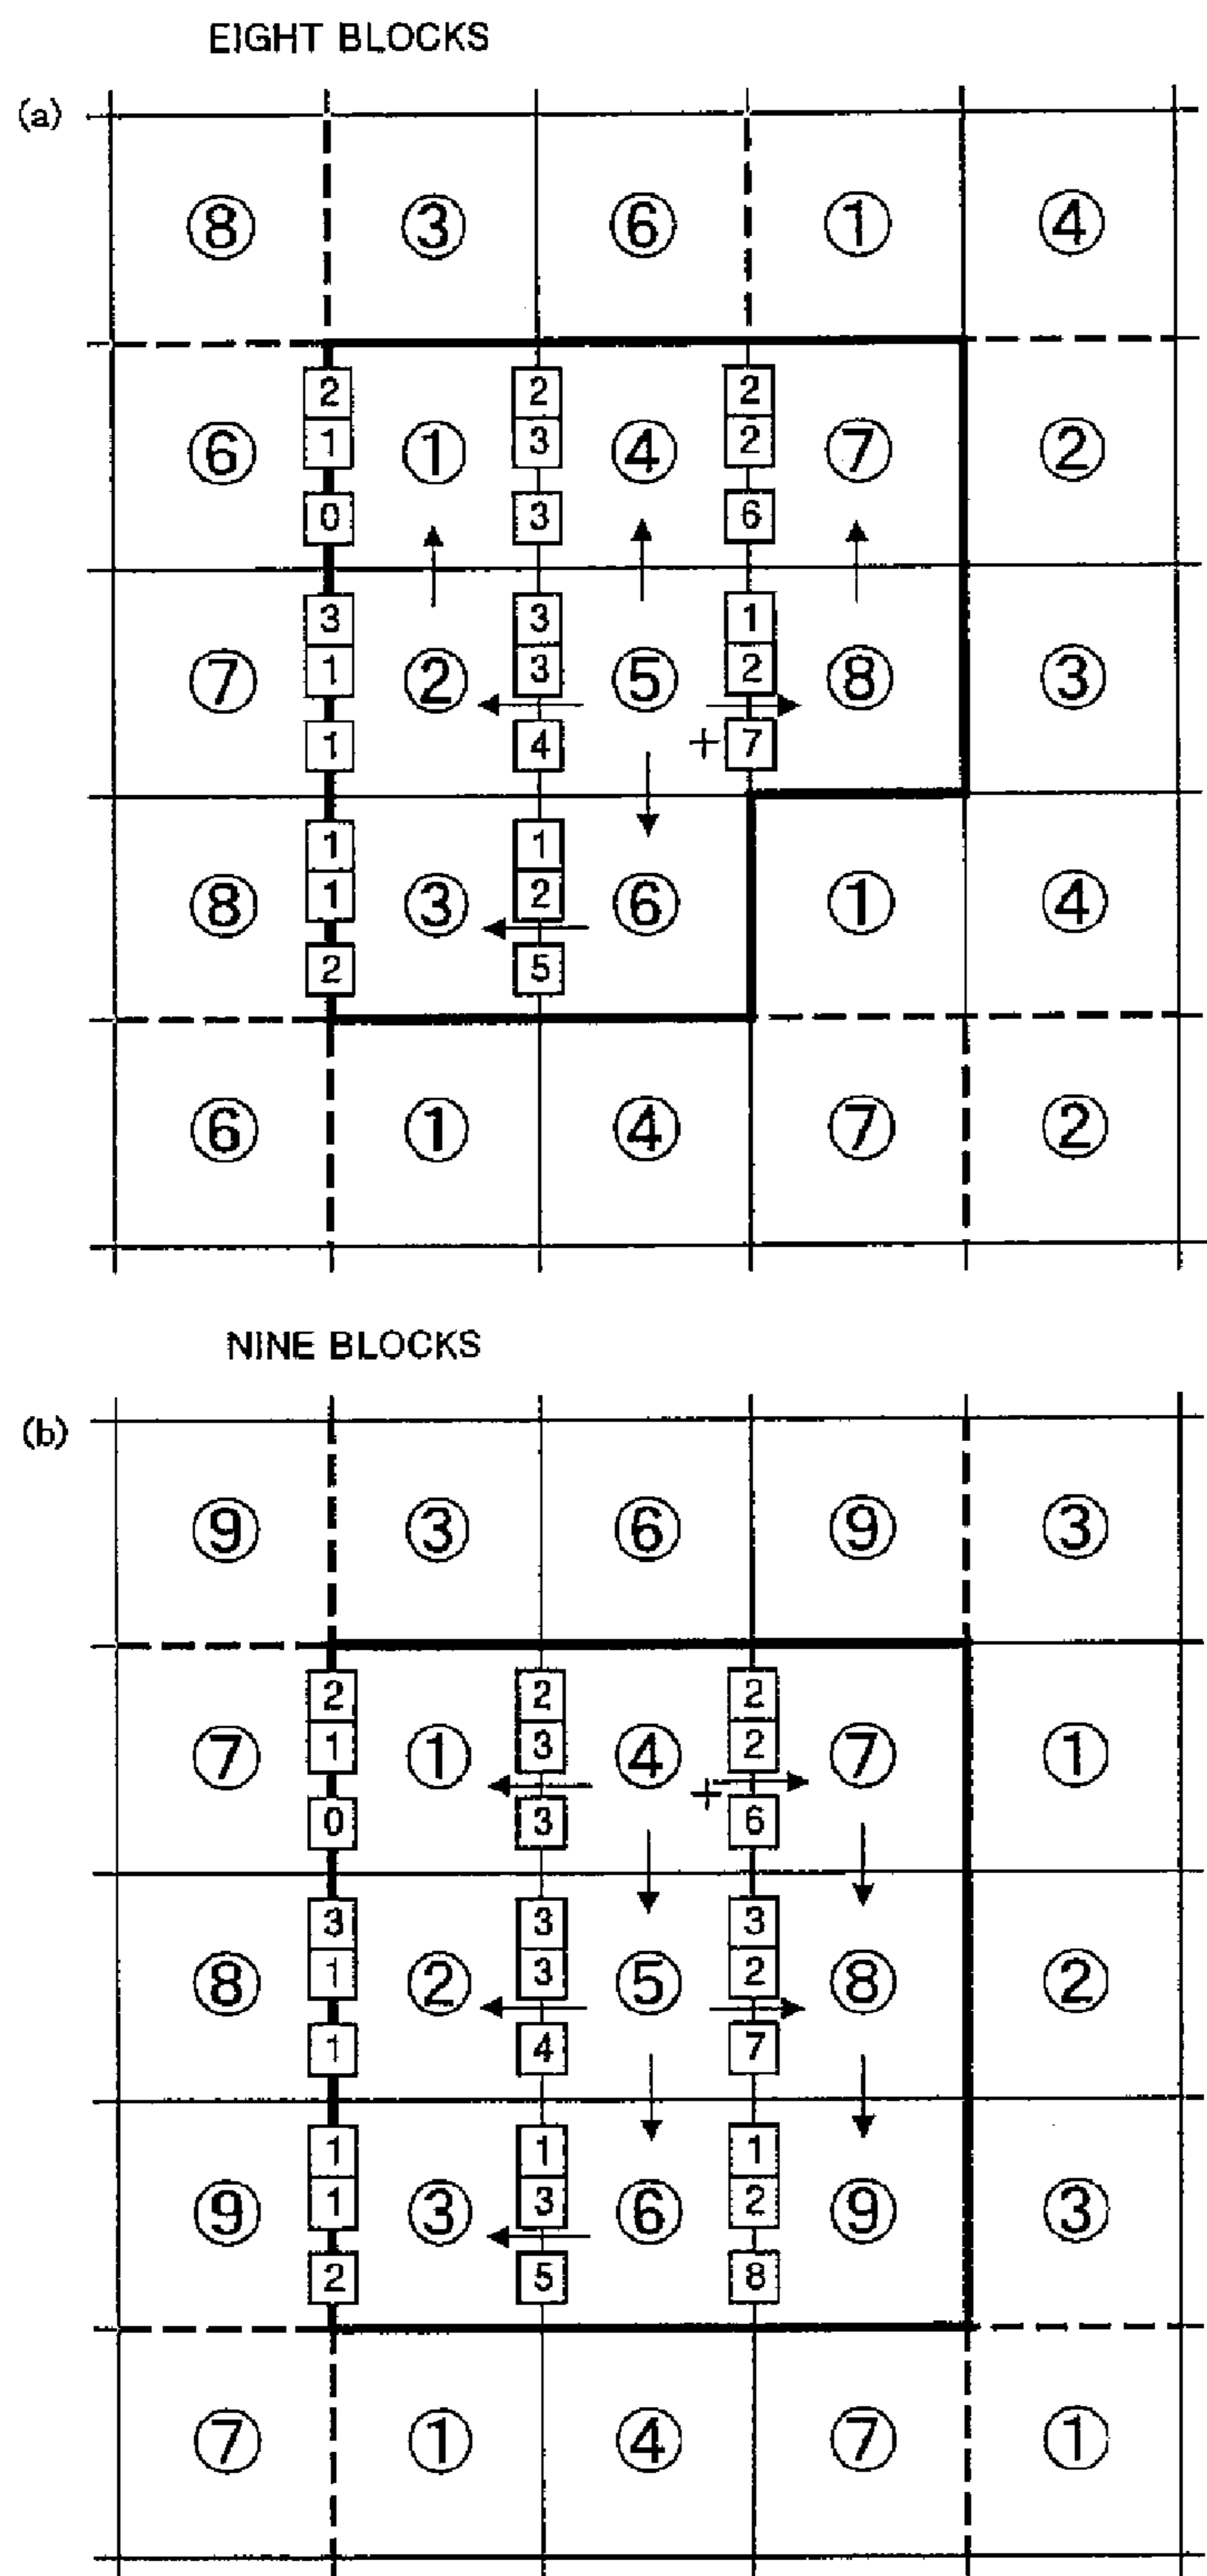 EIGHT BLOCKS
(a)
⑧ ③ ⑥ ① ④
2 2 2
⑥ 1 ① 3 ④ 2 ⑦ ②
0 3 6
3 3 1
⑦ 1 ② 3 ⑤ 2 ⑧ ③
1 4 + 7
1 1
⑧ 1 ③ 2 ⑥ ① ④
2 5
⑥ ① ④ ⑦ ②
NINE BLOCKS
(b)
⑨ ③ ⑥ ⑨ ③
2 2 2
⑦ 1 ① 3 ④ 2 ⑦ ①
0 3 + 6
3 3 3
⑧ 1 ② 3 ⑤ 2 ⑧ ②
1 4 7
1 1 1
⑨ 1 ③ 3 ⑥ 2 ⑨ ③
2 5 8
⑦ ① ④ ⑦ ①